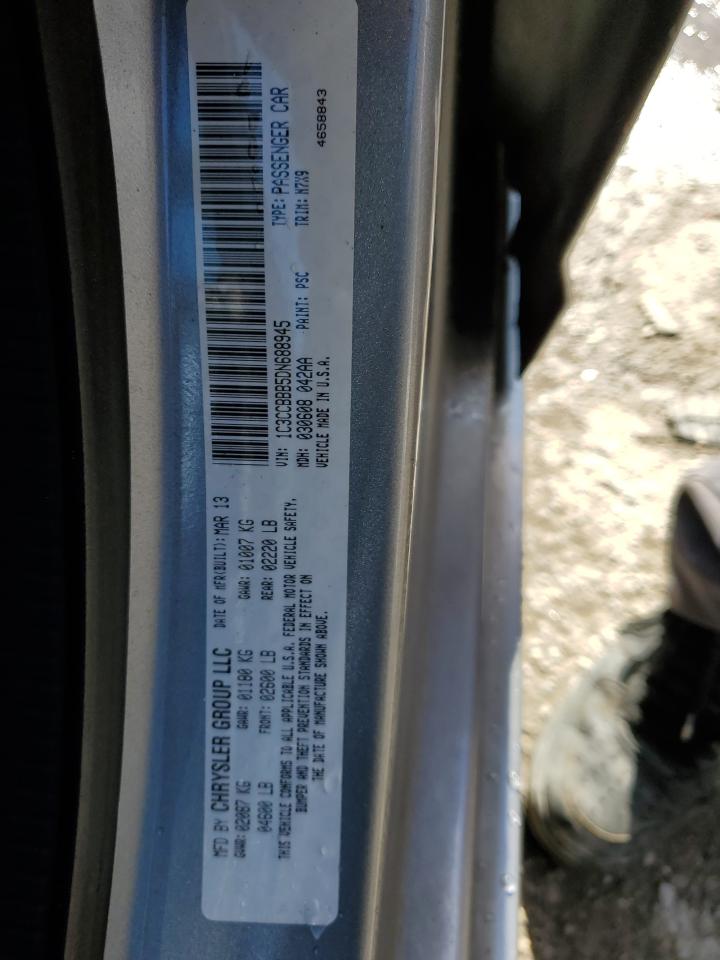 MFD BY CHRYSLER GROUP LLC DATE OF MFR(BUILT): MAR 13
GVWR: 02087 KG GAWR: 01180 KG GAWR: 01007 KG
04600 LB FRONT: 02600 LB REAR: 02220 LB
THIS VEHICLE CONFORMS TO ALL APPLICABLE U.S.A. FEDERAL MOTOR VEHICLE SAFETY,
BUMPER AND THEFT PREVENTION STANDARDS IN EFFECT ON
THE DATE OF MANUFACTURE SHOWN ABOVE.
VIN: 1C3CCBBB5DN688945 TYPE: PASSENGER CAR
MDH: 030608 042AA PAINT: PSC TRIM: N7X9
VEHICLE MADE IN U.S.A. 4658843